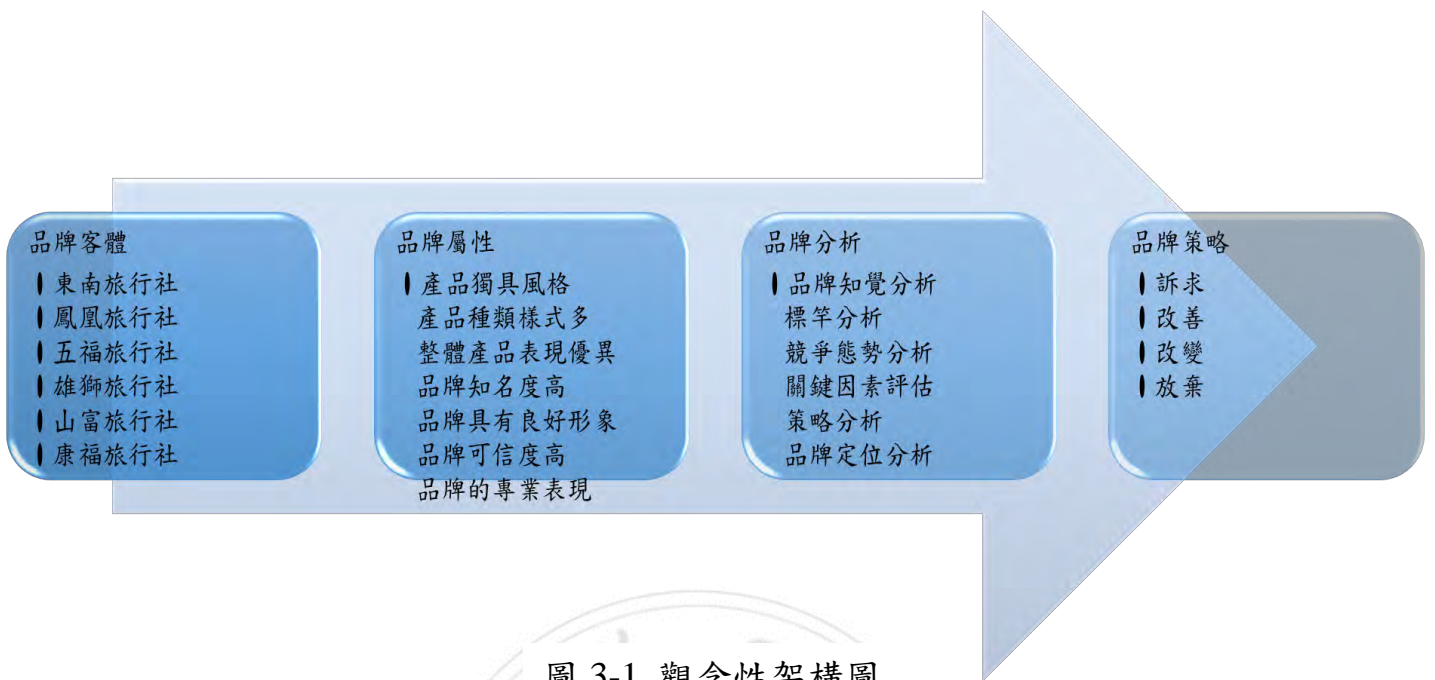 品牌客體
東南旅行社
鳳凰旅行社
五福旅行社
雄獅旅行社
山富旅行社
康福旅行社
品牌屬性
產品獨具風格
產品種類樣式多
整體產品表現優異
品牌知名度高
品牌具有良好形象
品牌可信度高
品牌的專業表現
品牌分析
品牌知覺分析
標竿分析
競爭態勢分析
關鍵因素評估
策略分析
品牌定位分析
品牌策略
訴求
改善
改變
放棄
圖 3-1 觀念性架構圖